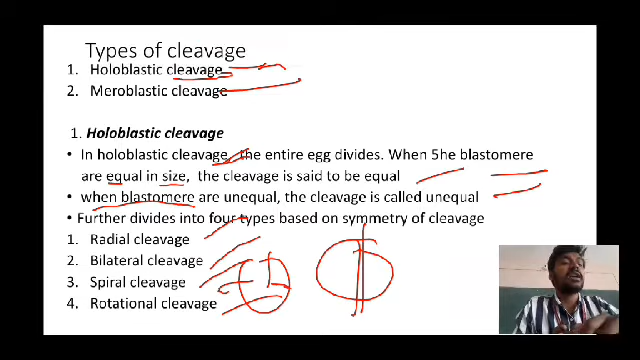 Types of cleavage
1. Holoblastic cleavage
2. Meroblastic cleavage
1. Holoblastic cleavage
• In holoblastic cleavage, the entire egg divides. When 5he blastomere
are equal in size, the cleavage is said to be equal
• when blastomere are unequal, the cleavage is called unequal
• Further divides into four types based on symmetry of cleavage
1. Radial cleavage
2. Bilateral cleavage
3. Spiral cleavage
4. Rotational cleavage